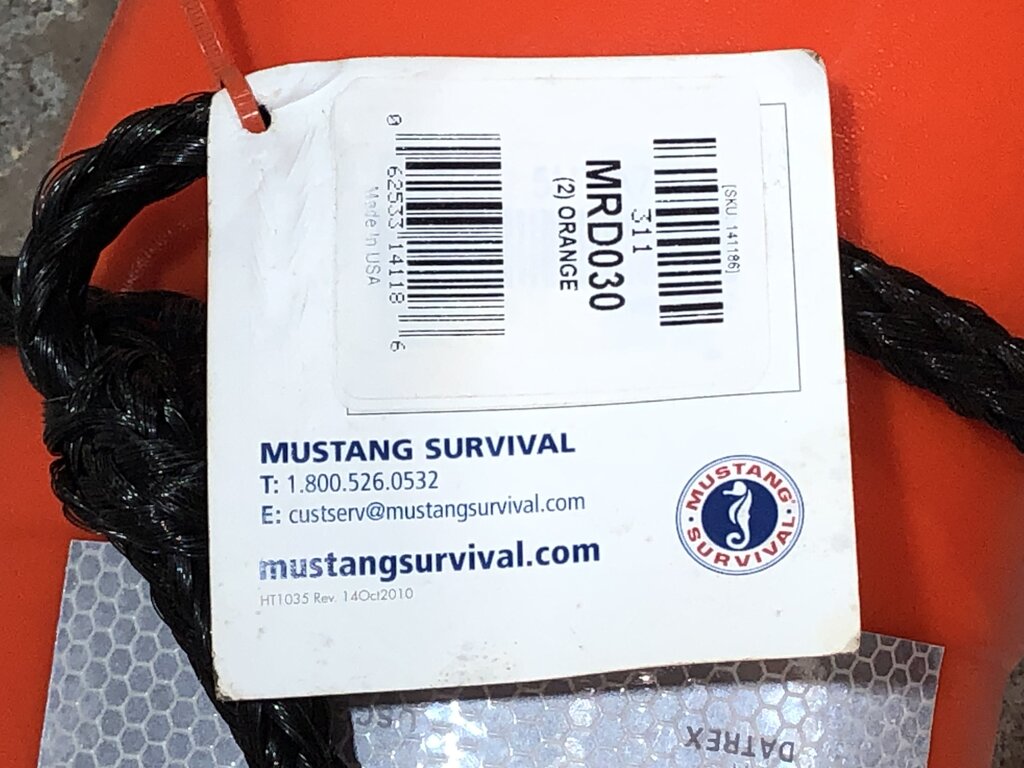 [SKU 141186]
311
MRD030
(2) ORANGE
0 62533 14118 6
Made In USA
MUSTANG SURVIVAL
T: 1.800.526.0532
E: custserv@mustangsurvival.com
mustangsurvival.com
HT1035 Rev. 14Oct2010
MUSTANG SURVIVAL
USC
DATREX